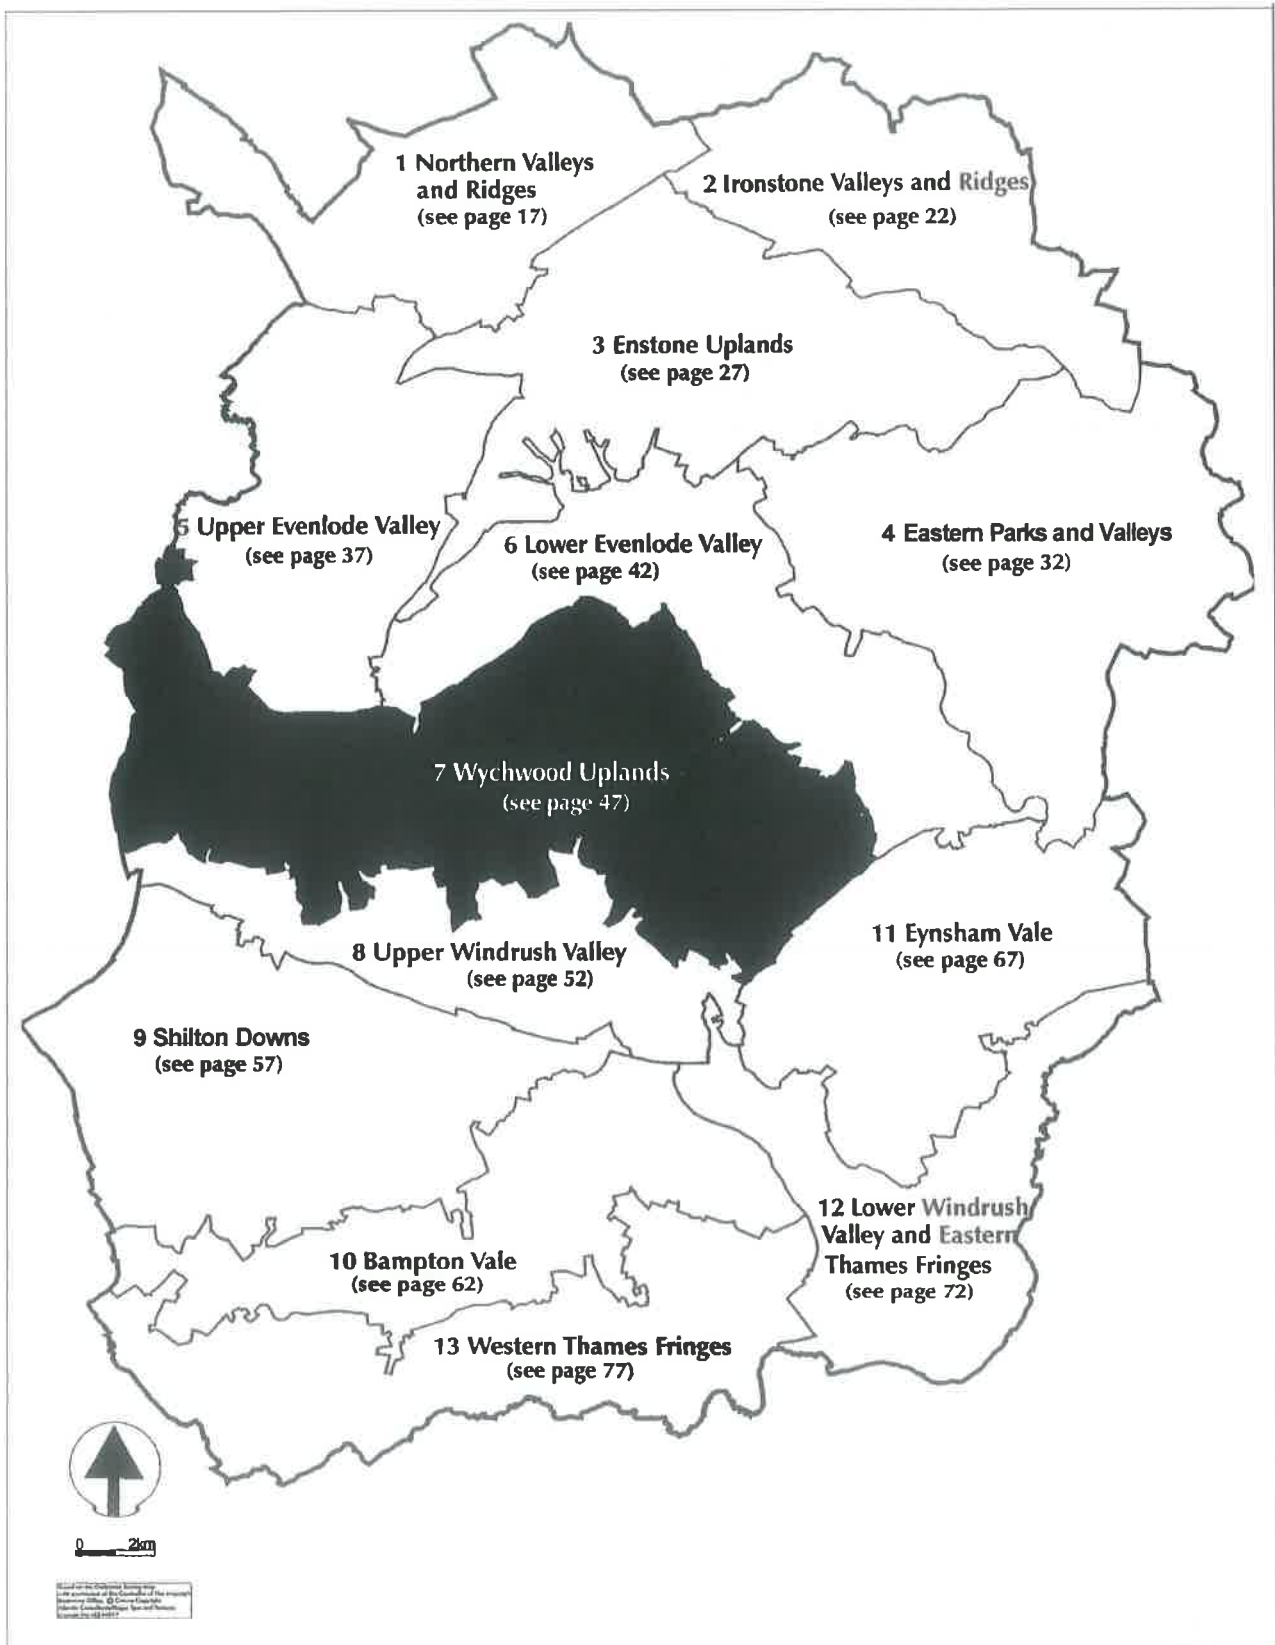 1 Northern Valleys
and Ridges
(see page 17)
2 Ironstone Valleys and Ridges
(see page 22)
3 Enstone Uplands
(see page 27)
5 Upper Evenlode Valley
(see page 37)
6 Lower Evenlode Valley
(see page 42)
4 Eastern Parks and Valleys
(see page 32)
7 Wychwood Uplands
(see page 47)
8 Upper Windrush Valley
(see page 52)
11 Eynsham Vale
(see page 67)
9 Shilton Downs
(see page 57)
12 Lower Windrush
Valley and Eastern
Thames Fringes
(see page 72)
10 Bampton Vale
(see page 62)
13 Western Thames Fringes
(see page 77)
0 2km